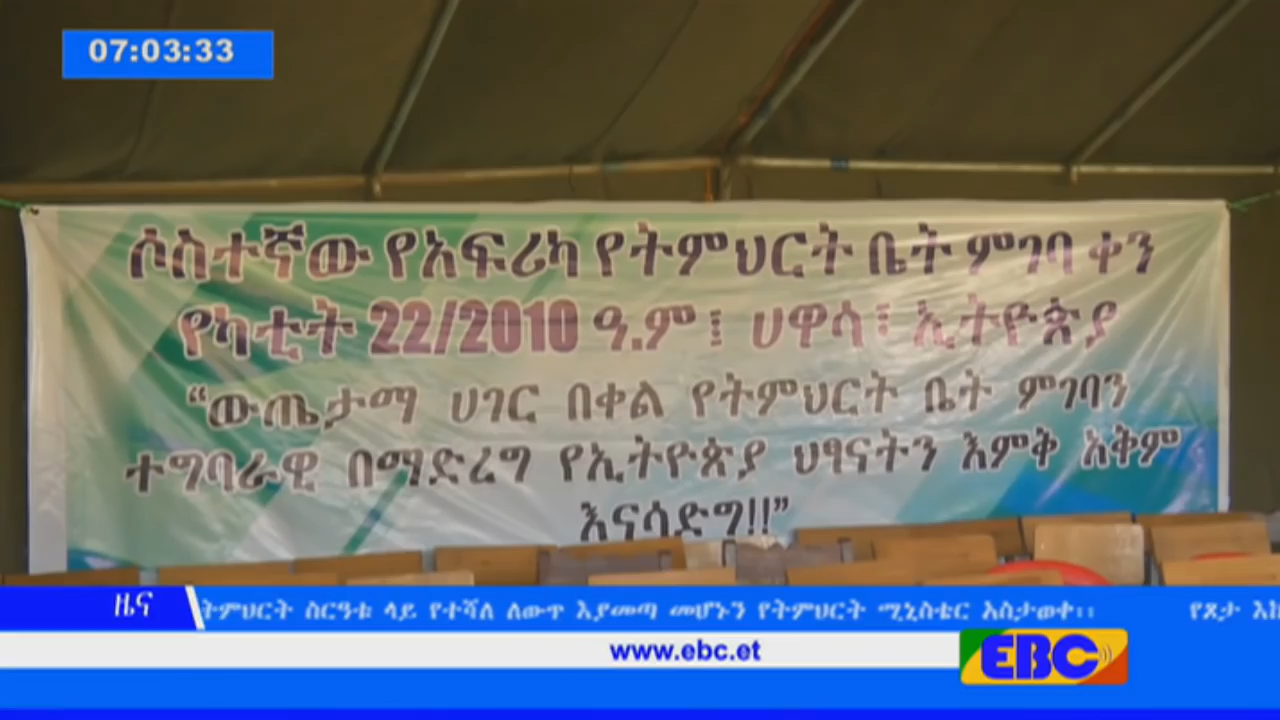 07:03:33
ሶስተኛው የአፍሪካ የትምህርት ቤት ምገባ ቀን
የካቲት 22/2010 ዓ.ም፤ ሀዋሳ፣ ኢትዮጵያ
“ውጤታማ ሀገር በቀል የትምህርት ቤት ምገባን
ተግባራዊ በማድረግ የኢትዮጵያ ህፃናትን እምቅ አቅም
እናሳድግ!!”
ዜና
ትምህርት ስርዓቱ ላይ የተሻለ ለውጥ እያመጣ መሆኑን የትምህርት ሚኒስቴር አስታወቀ፡፡ የጸታ
www.ebc.et
EBC